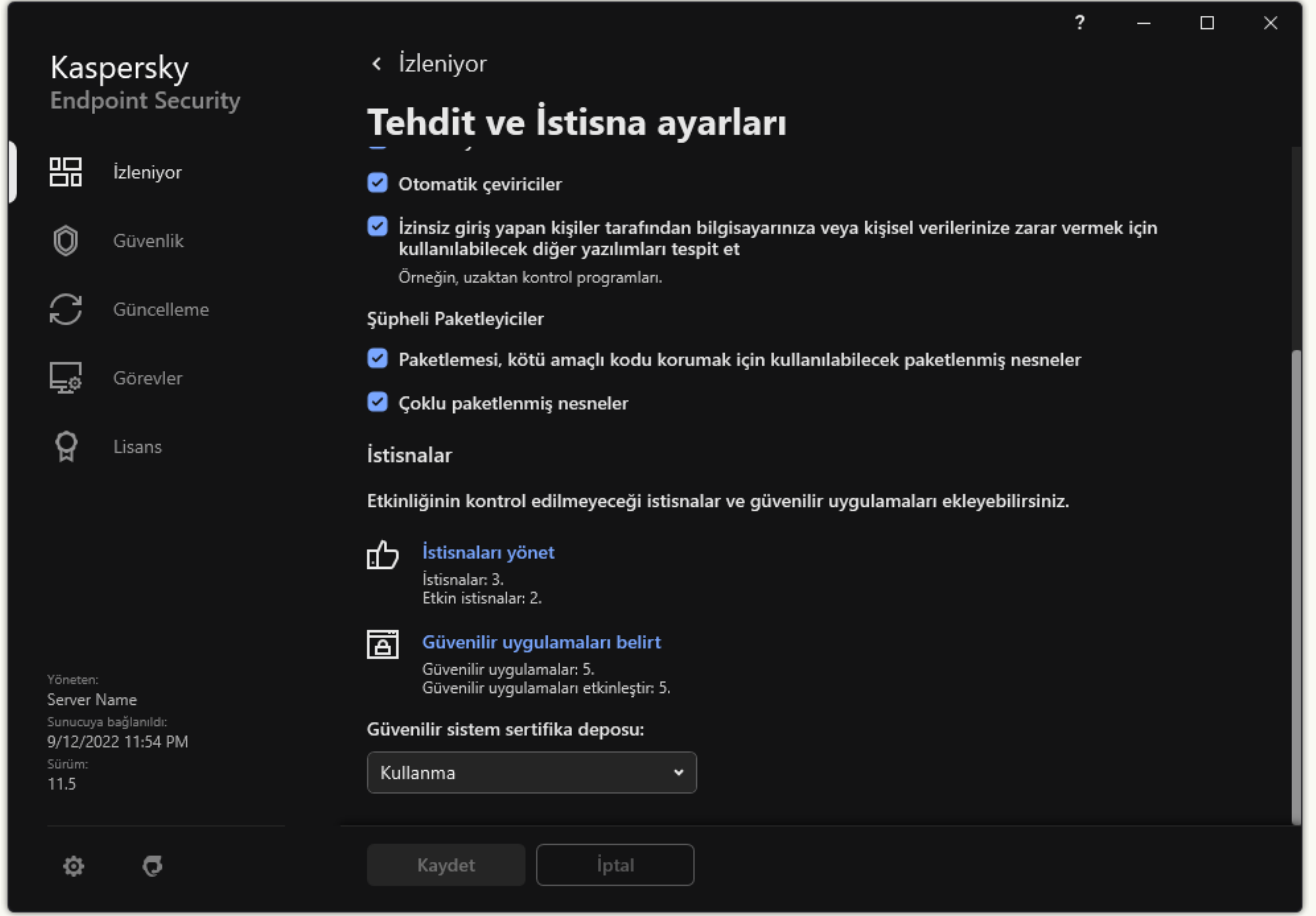 ?
Kaspersky
Endpoint Security
İzleniyor
Güvenlik
Güncelleme
Görevler
Lisans
Yöneten:
Server Name
Sunucuya bağlanıldı:
9/12/2022 11:54 PM
Sürüm:
11.5
İzleniyor
Tehdit ve İstisna ayarları
Otomatik çeviriciler
İzinsiz giriş yapan kişiler tarafından bilgisayarınıza veya kişisel verilerinize zarar vermek için
kullanılabilecek diğer yazılımları tespit et
Örneğin, uzaktan kontrol programları.
Şüpheli Paketleyiciler
Paketlemesi, kötü amaçlı kodu korumak için kullanılabilecek paketlenmiş nesneler
Çoklu paketlenmiş nesneler
İstisnalar
Etkinliğinin kontrol edilmeyeceği istisnalar ve güvenilir uygulamaları ekleyebilirsiniz.
İstisnaları yönet
İstisnalar: 3.
Etkin istisnalar: 2.
Güvenilir uygulamaları belirt
Güvenilir uygulamalar: 5.
Güvenilir uygulamaları etkinleştir: 5.
Güvenilir sistem sertifika deposu:
Kullanma
Kaydet
İptal